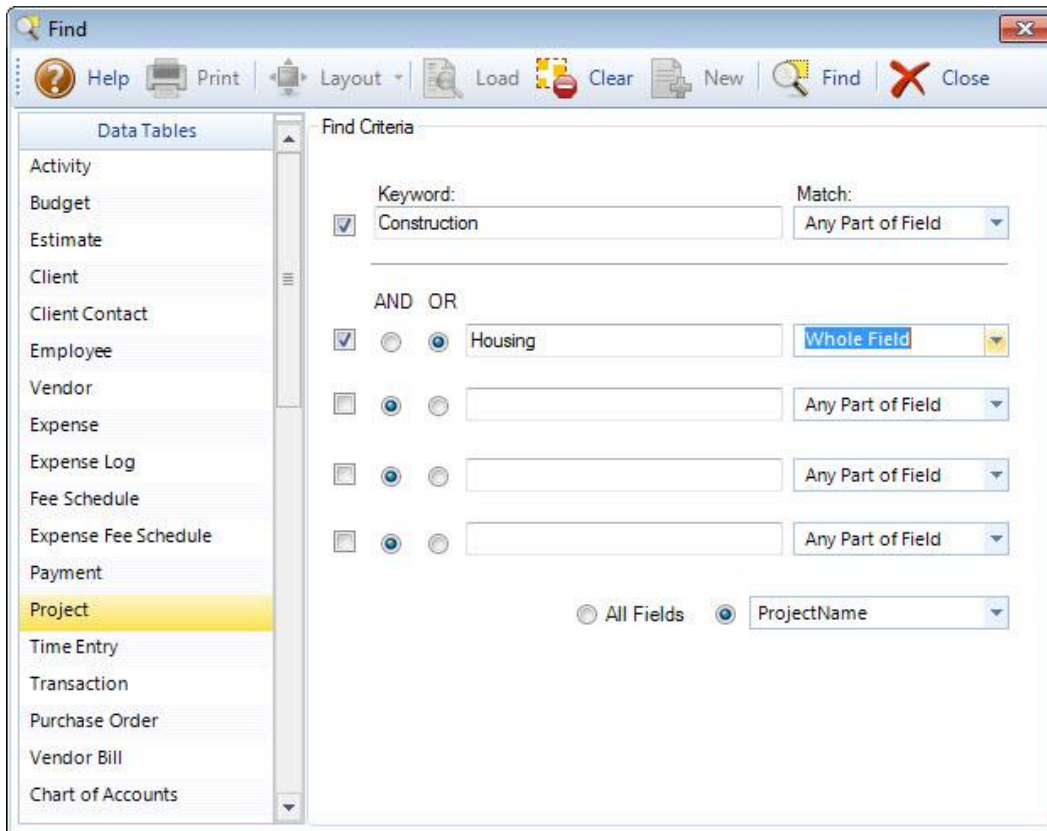 Find
Help Print Layout Load Clear New Find Close
Data Tables
Activity
Budget
Estimate
Client
Client Contact
Employee
Vendor
Expense
Expense Log
Fee Schedule
Expense Fee Schedule
Payment
Project
Time Entry
Transaction
Purchase Order
Vendor Bill
Chart of Accounts
Find Criteria
Keyword: Match:
Construction Any Part of Field
AND OR
Housing Whole Field
Any Part of Field
Any Part of Field
Any Part of Field
All Fields ProjectName